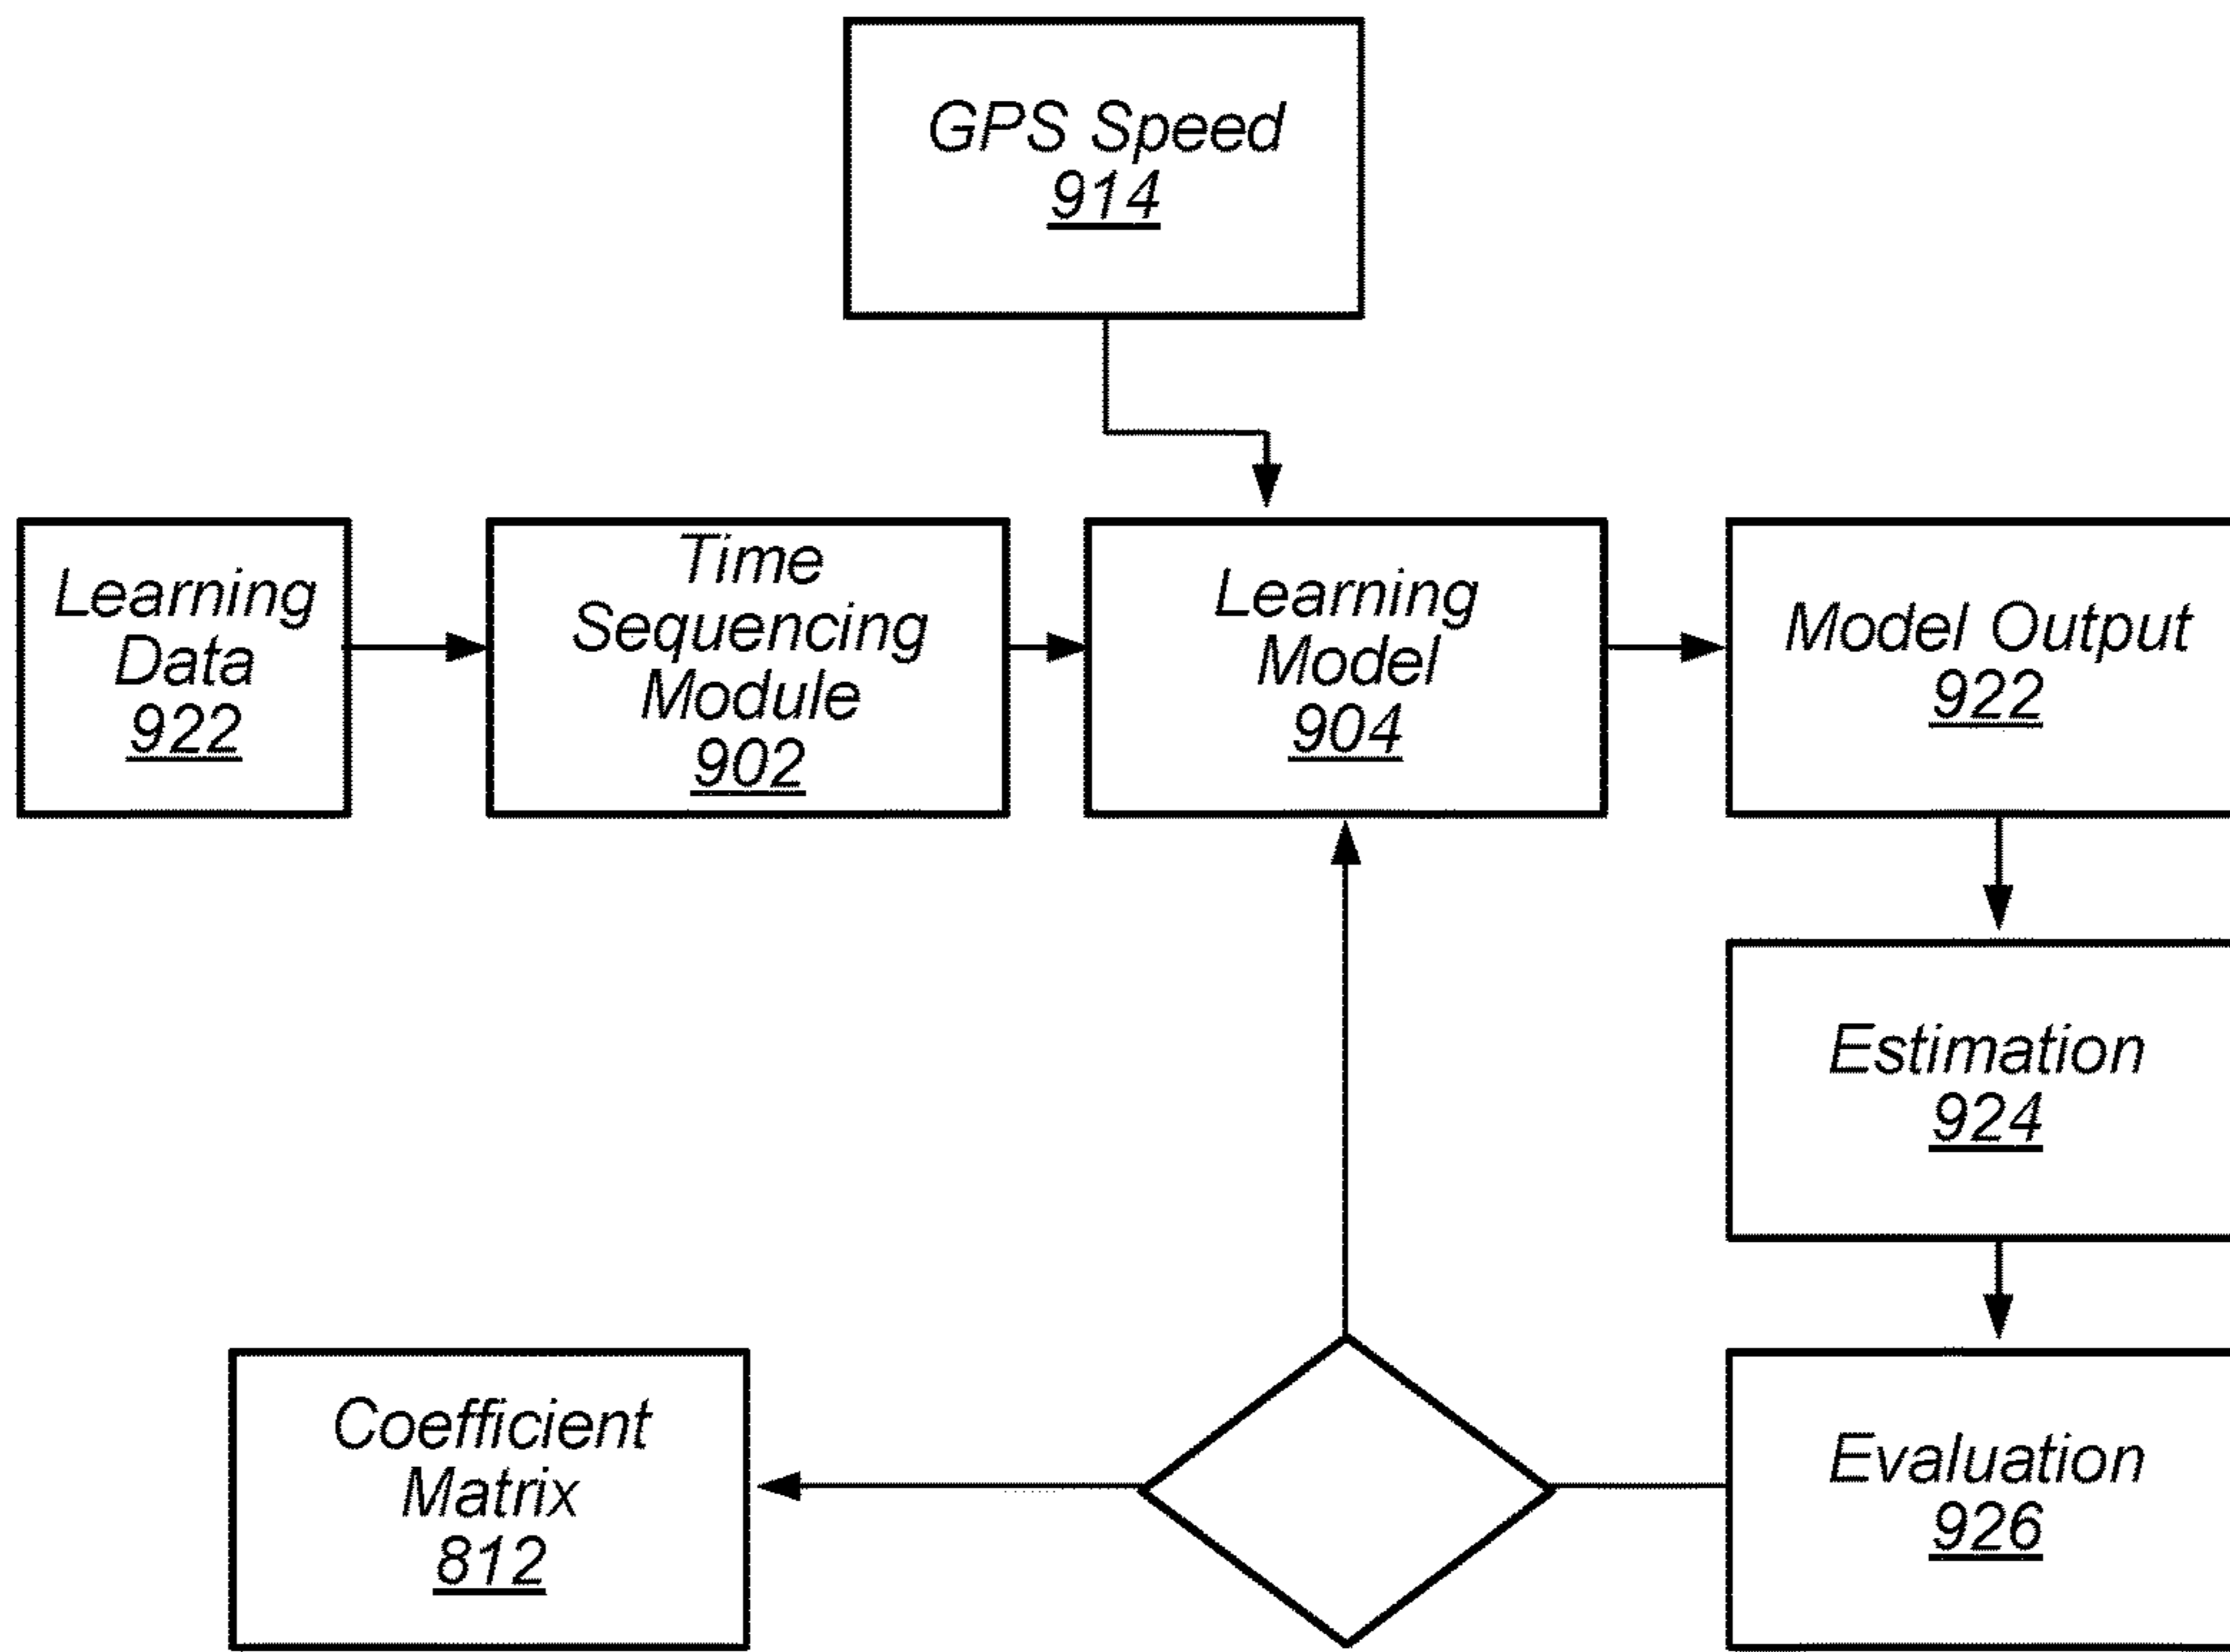 GPS Speed
914
Learning
Data
922
Time
Sequencing
Module
902
Learning
Model
904
Model Output
922
Estimation
924
Coefficient
Matrix
812
Evaluation
926